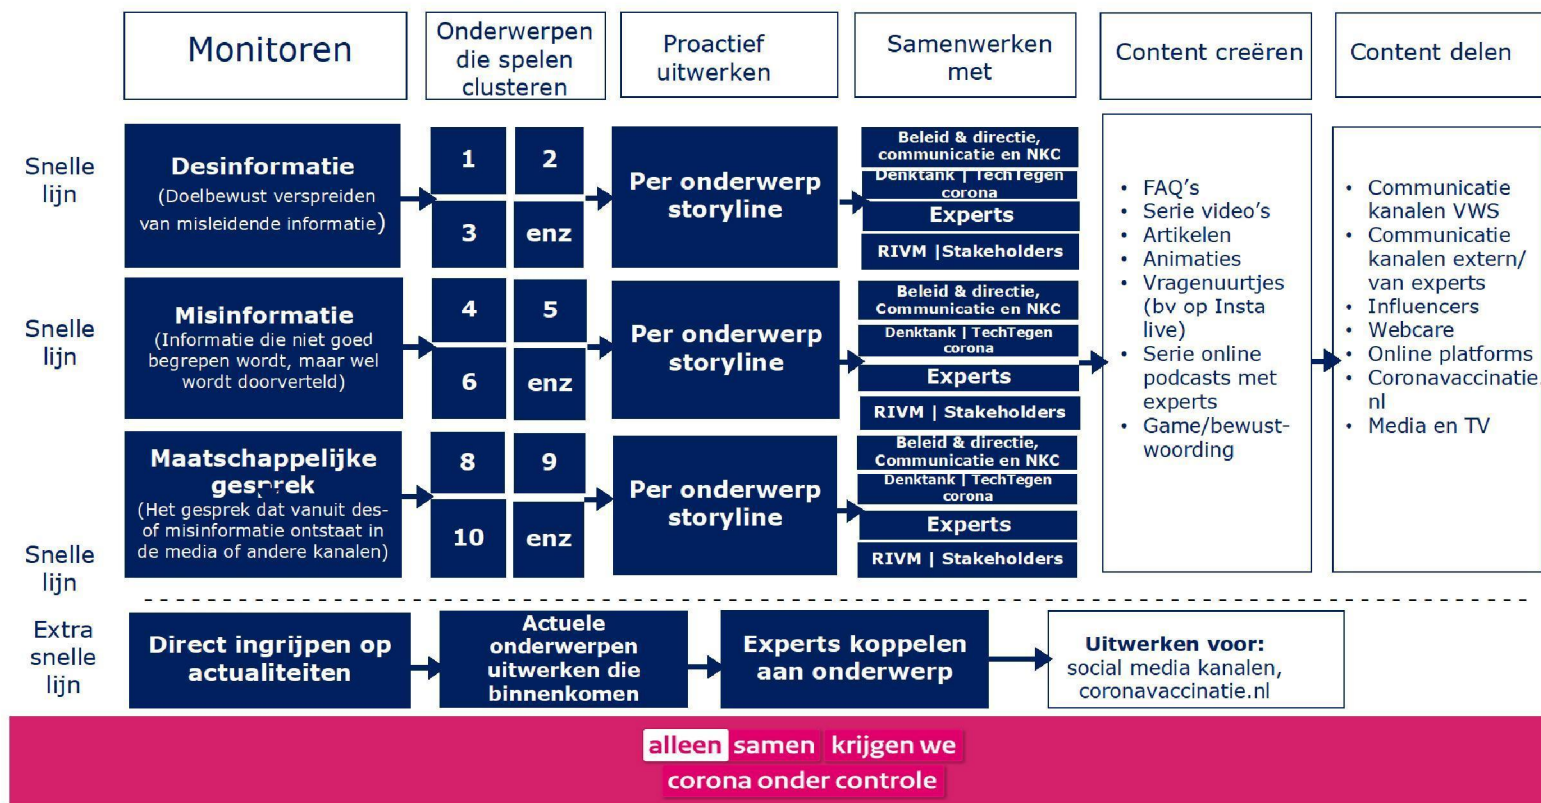 Monitoren
Onderwerpen
die spelen
clusteren
Proactief
uitwerken
Samenwerken
met
Content creëren
Content delen
Snelle
lijn
Desinformatie
(Doelbewust verspreiden
van misleidende informatie)
1
2
3
enz
Per onderwerp
storyline
Beleid & directie,
communicatie en NKC
Denktank | TechTegen
corona
Experts
RIVM |Stakeholders
Snelle
lijn
Misinformatie
(Informatie die niet goed
begrepen wordt, maar wel
wordt doorverteld)
4
5
6
enz
Per onderwerp
storyline
Beleid & directie,
Communicatie en NKC
Denktank | TechTegen
corona
Experts
RIVM | Stakeholders
Snelle
lijn
Maatschappelijke
gesprek
(Het gesprek dat vanuit des-
of misinformatie ontstaat in
de media of andere kanalen)
8
9
10
enz
Per onderwerp
storyline
Beleid & directie,
Communicatie en NKC
Denktank | TechTegen
corona
Experts
RIVM | Stakeholders
• FAQ's
• Serie video's
• Artikelen
• Animaties
• Vragenuurtjes
(bv op Insta
live)
• Serie online
podcasts met
experts
• Game/bewust-
wording
• Communicatie
kanalen VWS
• Communicatie
kanalen extern/
van experts
• Influencers
• Webcare
• Online platforms
• Coronavaccinatie.
nl
• Media en TV
Extra
snelle
lijn
Direct ingrijpen op
actualiteiten
Actuele
onderwerpen
uitwerken die
binnenkomen
Experts koppelen
aan onderwerp
Uitwerken voor:
social media kanalen,
coronavaccinatie.nl
alleen samen krijgen we
corona onder controle